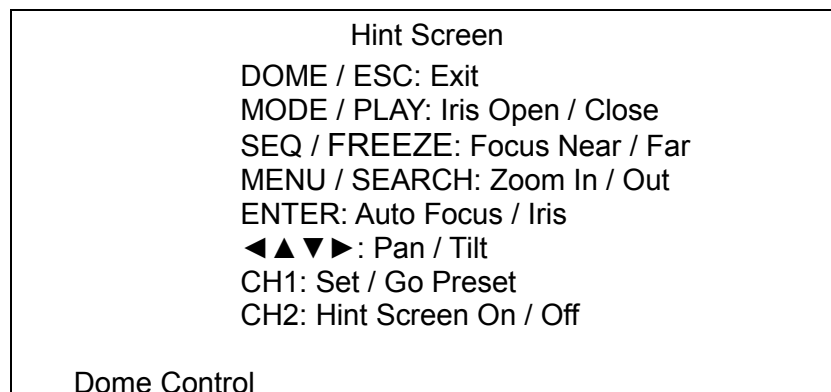 Hint Screen
DOME / ESC: Exit
MODE / PLAY: Iris Open / Close
SEQ / FREEZE: Focus Near / Far
MENU / SEARCH: Zoom In / Out
ENTER: Auto Focus / Iris
◄▲▼►: Pan / Tilt
CH1: Set / Go Preset
CH2: Hint Screen On / Off
Dome Control